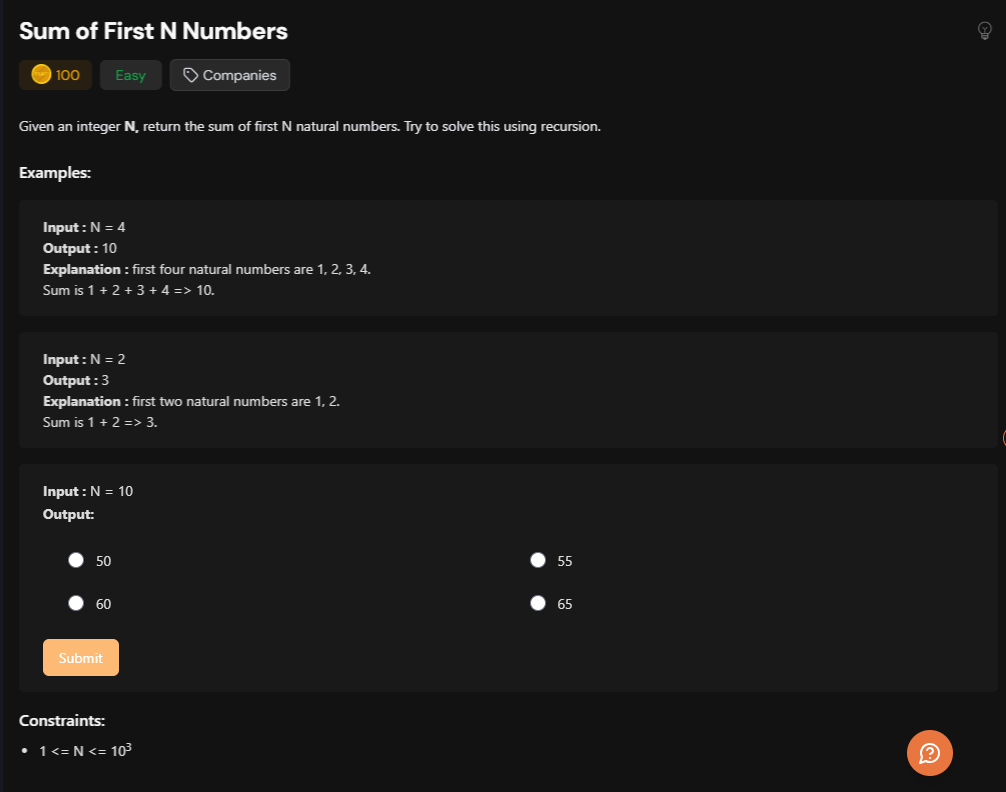 Sum of First N Numbers
100 Easy Companies
Given an integer N, return the sum of first N natural numbers. Try to solve this using recursion.
Examples:
Input : N = 4
Output : 10
Explanation : first four natural numbers are 1, 2, 3, 4.
Sum is 1 + 2 + 3 + 4 => 10.
Input : N = 2
Output : 3
Explanation : first two natural numbers are 1, 2.
Sum is 1 + 2 => 3.
Input : N = 10
Output:
50 55
60 65
Submit
Constraints:
• 1 <= N <= 10³